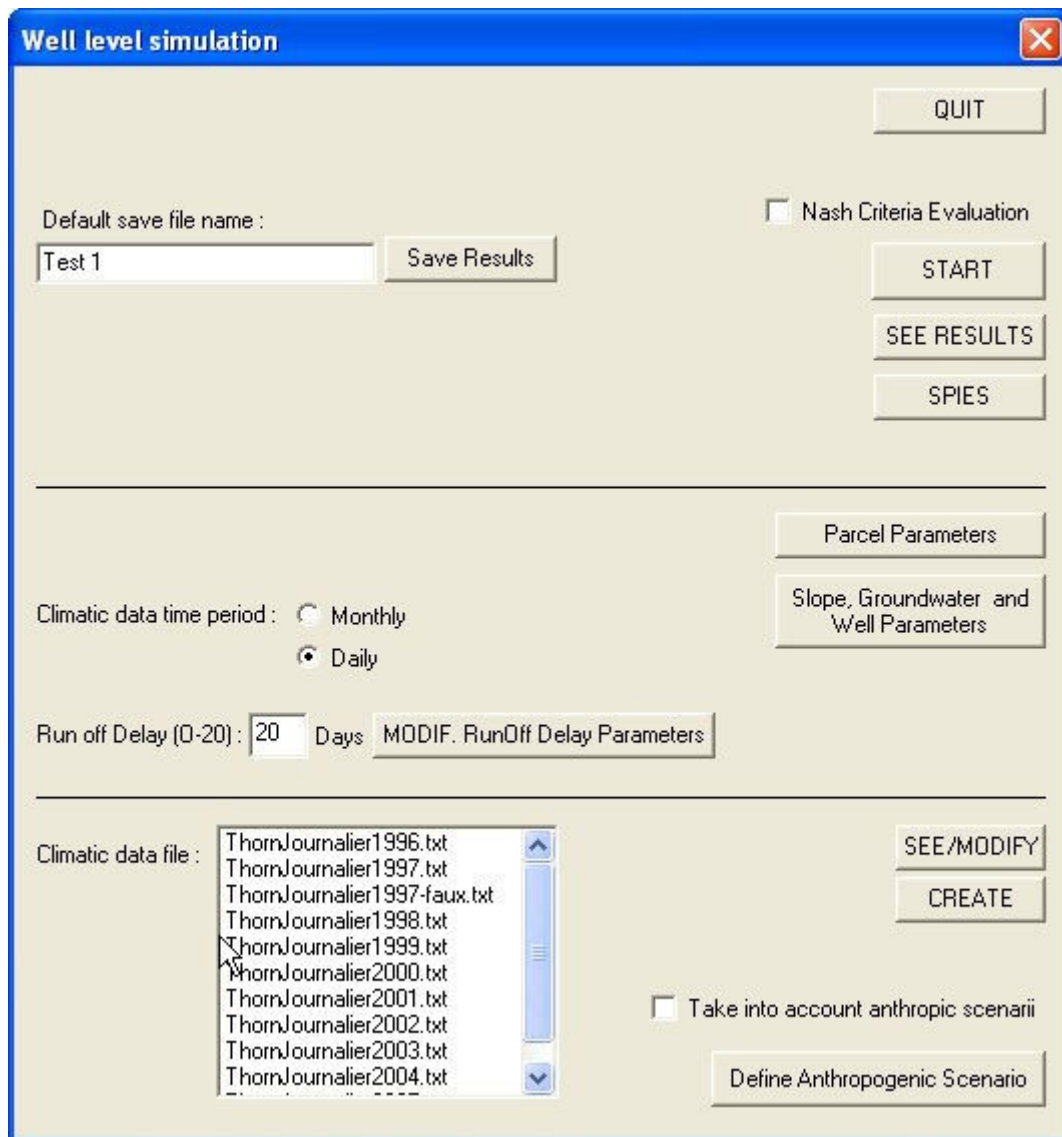 Well level simulation
QUIT
Nash Criteria Evaluation
Default save file name :
Test 1
Save Results
START
SEE RESULTS
SPIES
Parcel Parameters
Slope, Groundwater and
Well Parameters
Climatic data time period :
Monthly
Daily
Run off Delay (0-20) : 20 Days MODIF. RunOff Delay Parameters
Climatic data file :
ThornJournalier1996.txt
ThornJournalier1997.txt
ThornJournalier1997-faux.txt
ThornJournalier1998.txt
ThornJournalier1999.txt
ThornJournalier2000.txt
ThornJournalier2001.txt
ThornJournalier2002.txt
ThornJournalier2003.txt
ThornJournalier2004.txt
SEE/MODIFY
CREATE
Take into account anthropic scenarii
Define Anthropogenic Scenario